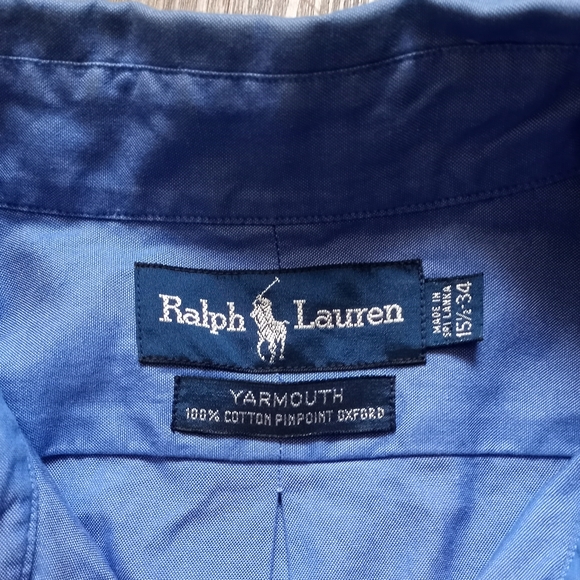 Ralph Lauren
MADE IN
SRI LANKA
15½-34
YARMOUTH
100% COTTON PINPOINT OXFORD